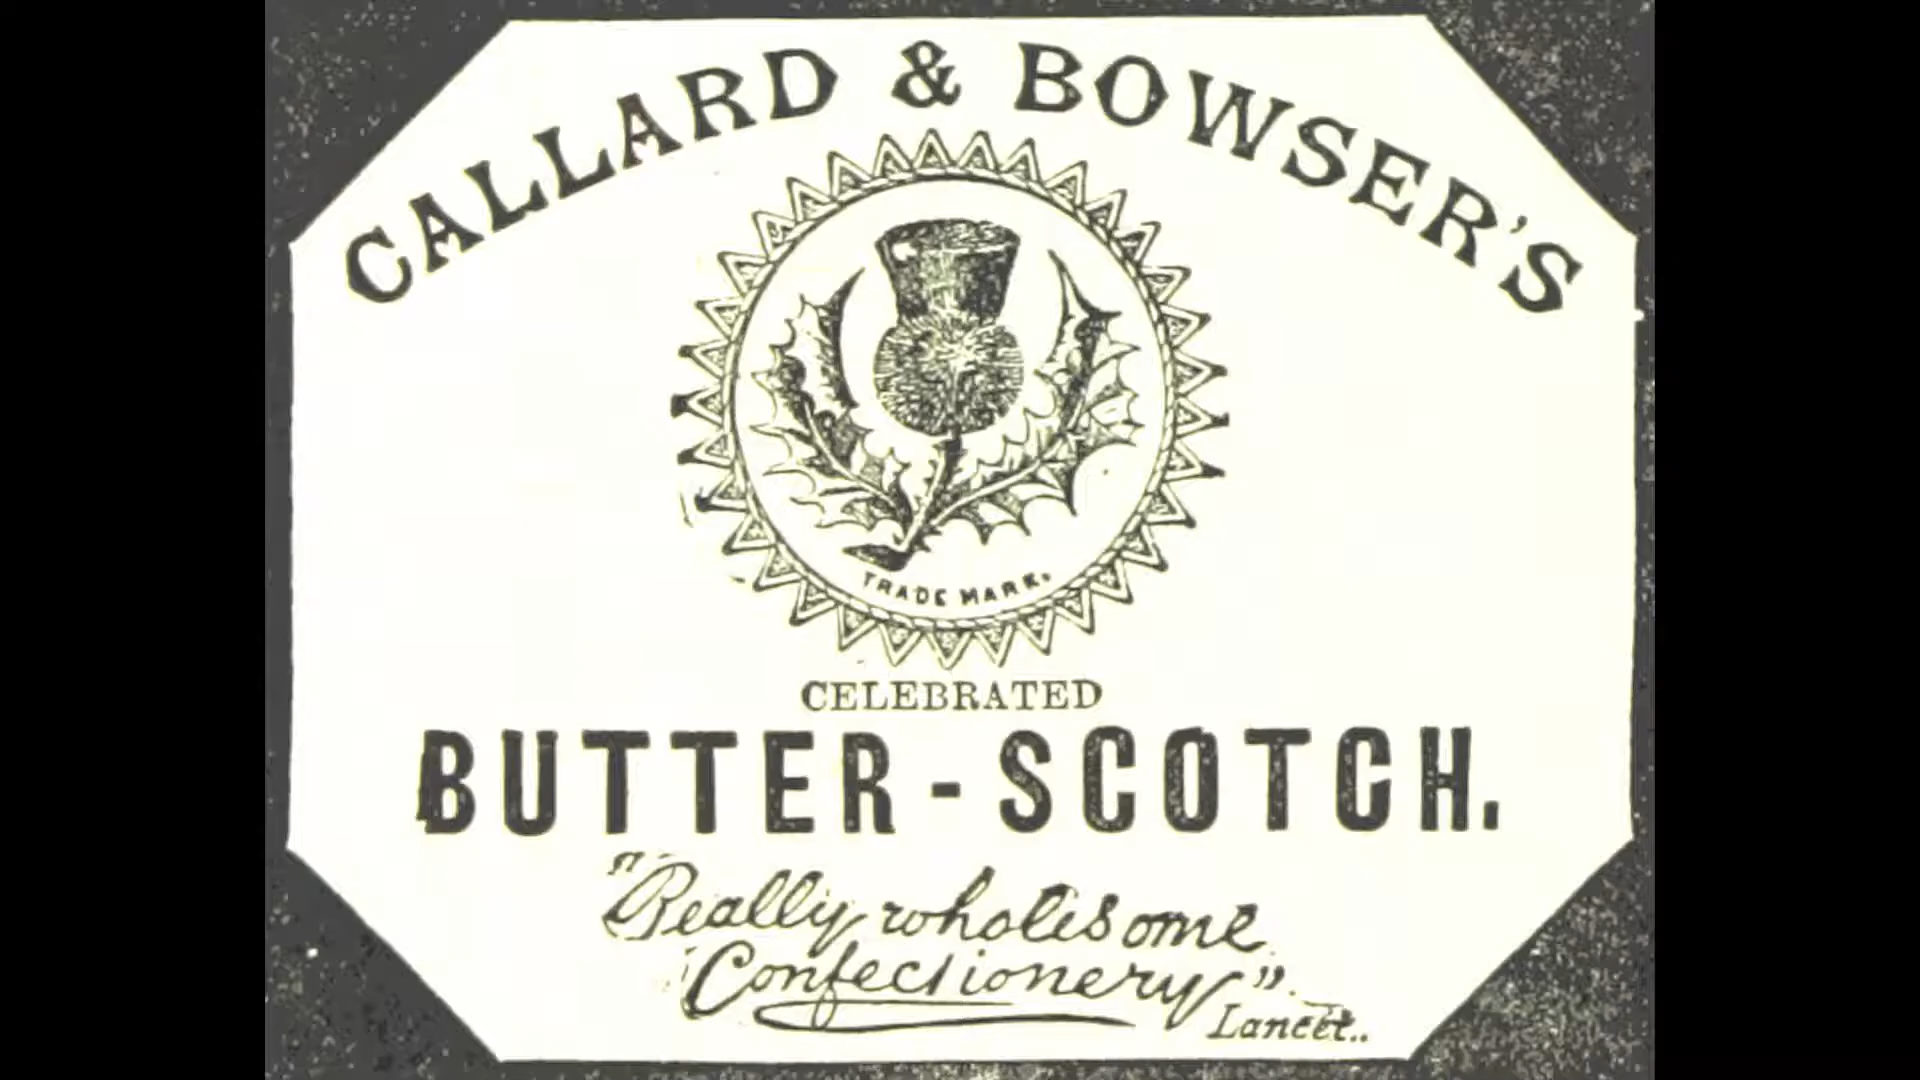 CALLARD & BOWSER'S
TRADE MARK.
CELEBRATED
BUTTER-SCOTCH.
"Really wholesome
Confectionery".
Lancet..